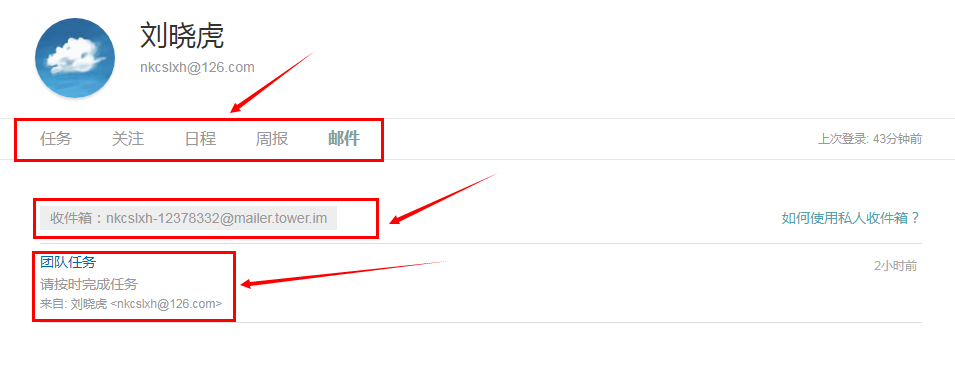 刘晓虎
nkcslxh@126.com
任务 关注 日程 周报 邮件 上次登录: 43分钟前
收件箱：nkcslxh-12378332@mailer.tower.im 如何使用私人收件箱？
团队任务 2小时前
请按时完成任务
来自: 刘晓虎 <nkcslxh@126.com>